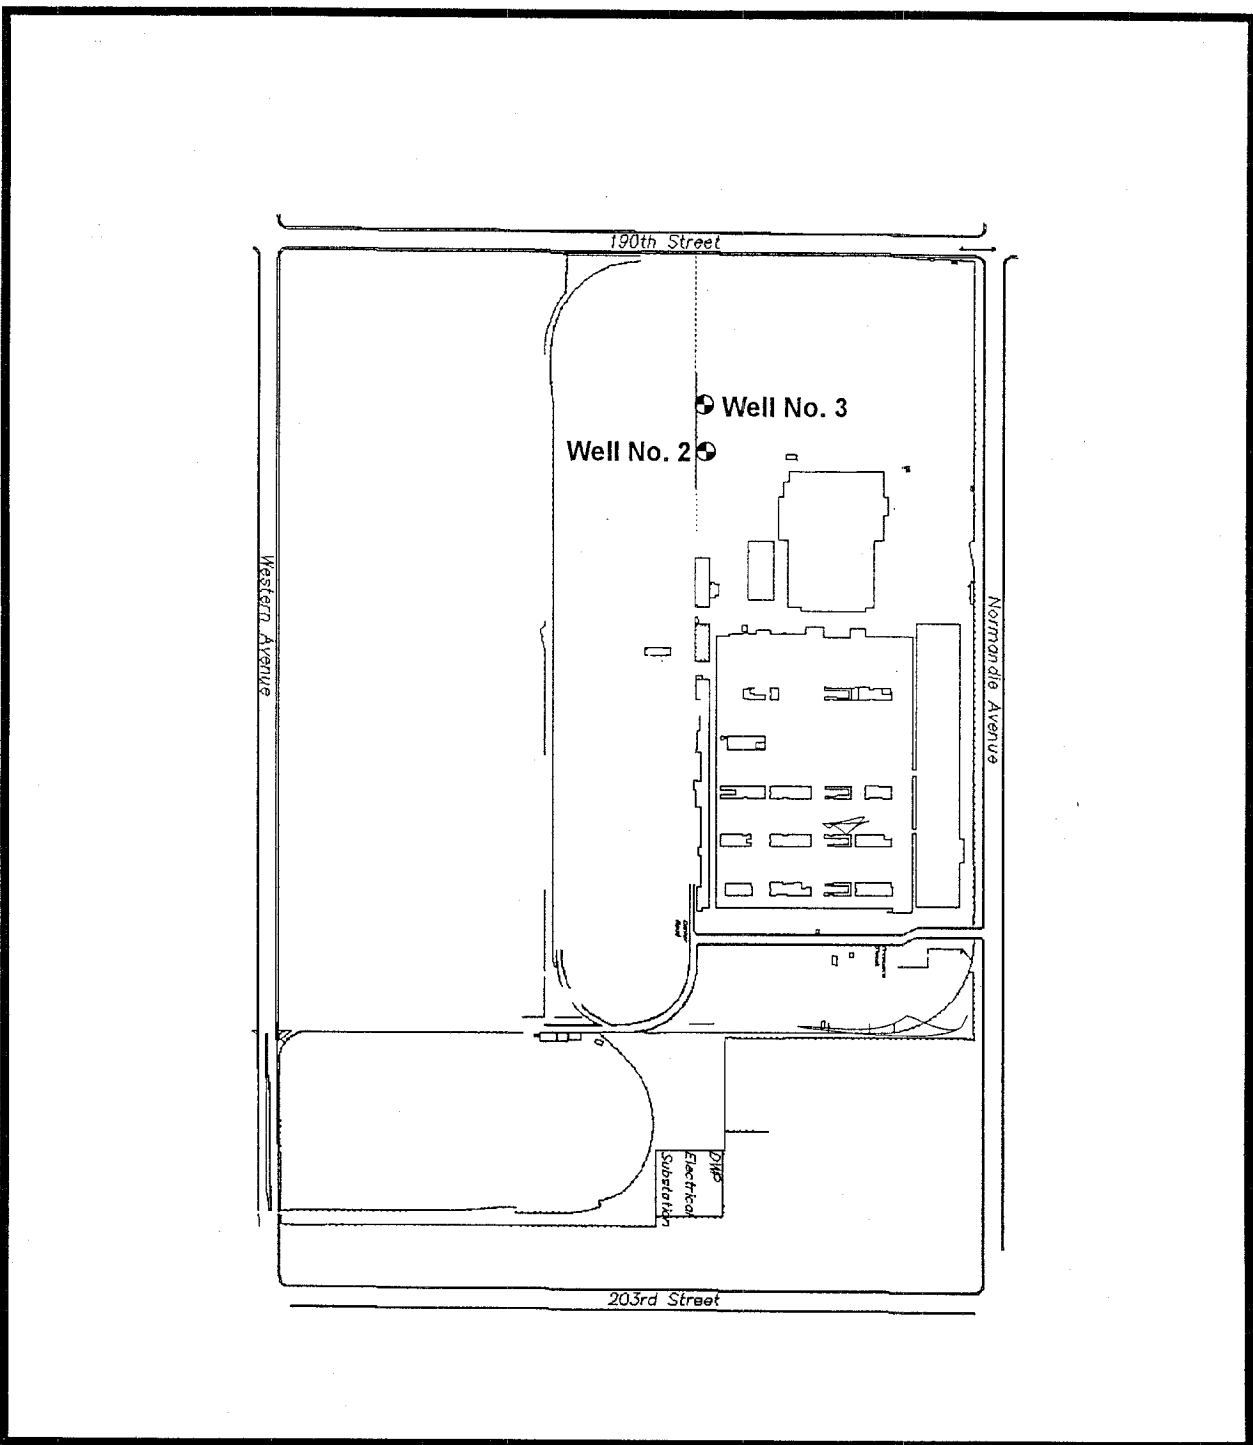 190th Street
Well No. 3
Well No. 2
Western Avenue
Normandie Avenue
DWP
Electrical
Substation
203rd Street